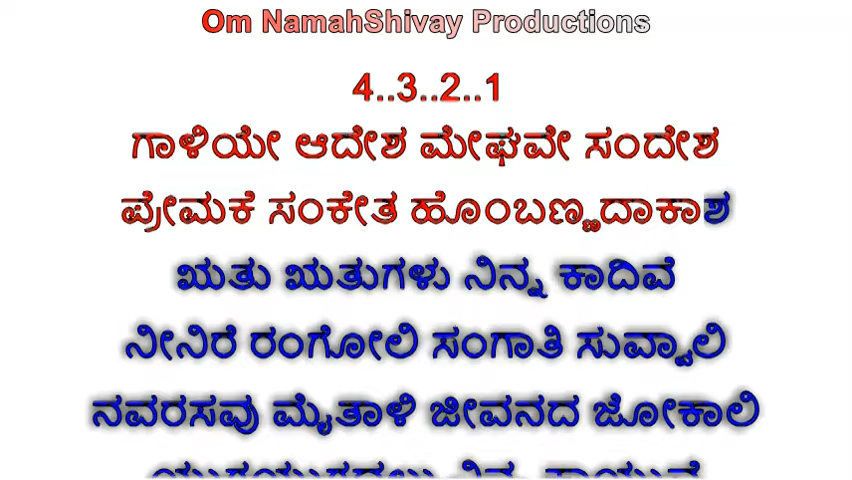 Om NamahShivay Productions
4..3..2..1
ಗಾಳಿಯೇ ಆದೇಶ ಮೇಘವೇ ಸಂದೇಶ
ಪ್ರೇಮಕೆ ಸಂಕೇತ ಹೊಂಬಣ್ಣದಾಕಾಶ
ಋತು ಋತುಗಳು ನಿನ್ನ ಕಾದಿವೆ
ನೀನಿರೆ ರಂಗೋಲಿ ಸಂಗಾತಿ ಸುವ್ವಾಲಿ
ನವರಸವು ಮೈತಾಳಿ ಜೀವನದ ಜೋಕಾಲಿ